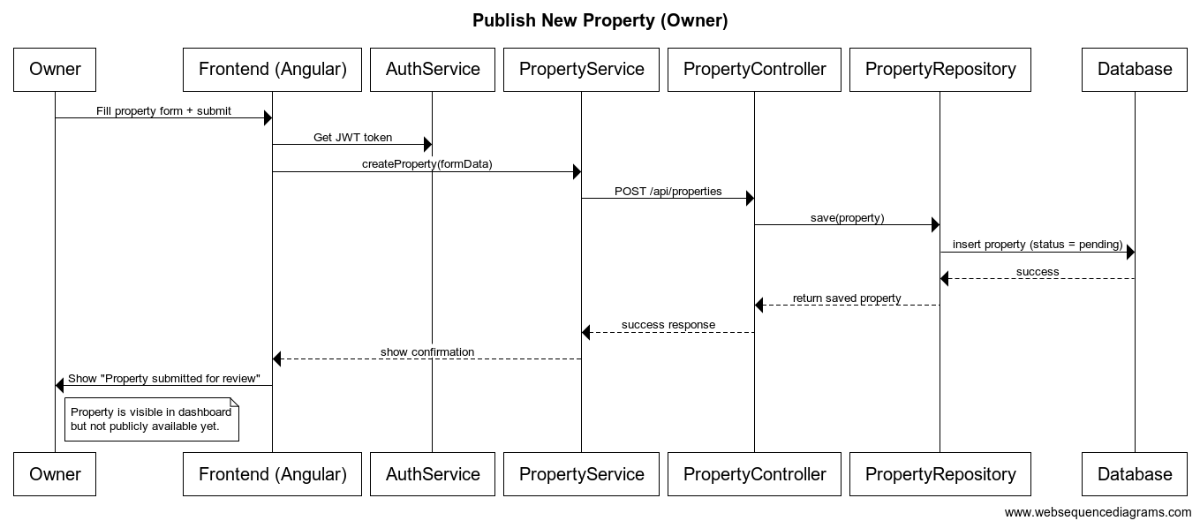 Publish New Property (Owner)
Owner
Frontend (Angular)
AuthService
PropertyService
PropertyController
PropertyRepository
Database
Fill property form + submit
Get JWT token
createProperty(formData)
POST /api/properties
save(property)
insert property (status = pending)
success
return saved property
success response
show confirmation
Show "Property submitted for review"
Property is visible in dashboard
but not publicly available yet.
Owner
Frontend (Angular)
AuthService
PropertyService
PropertyController
PropertyRepository
Database
www.websequencediagrams.com